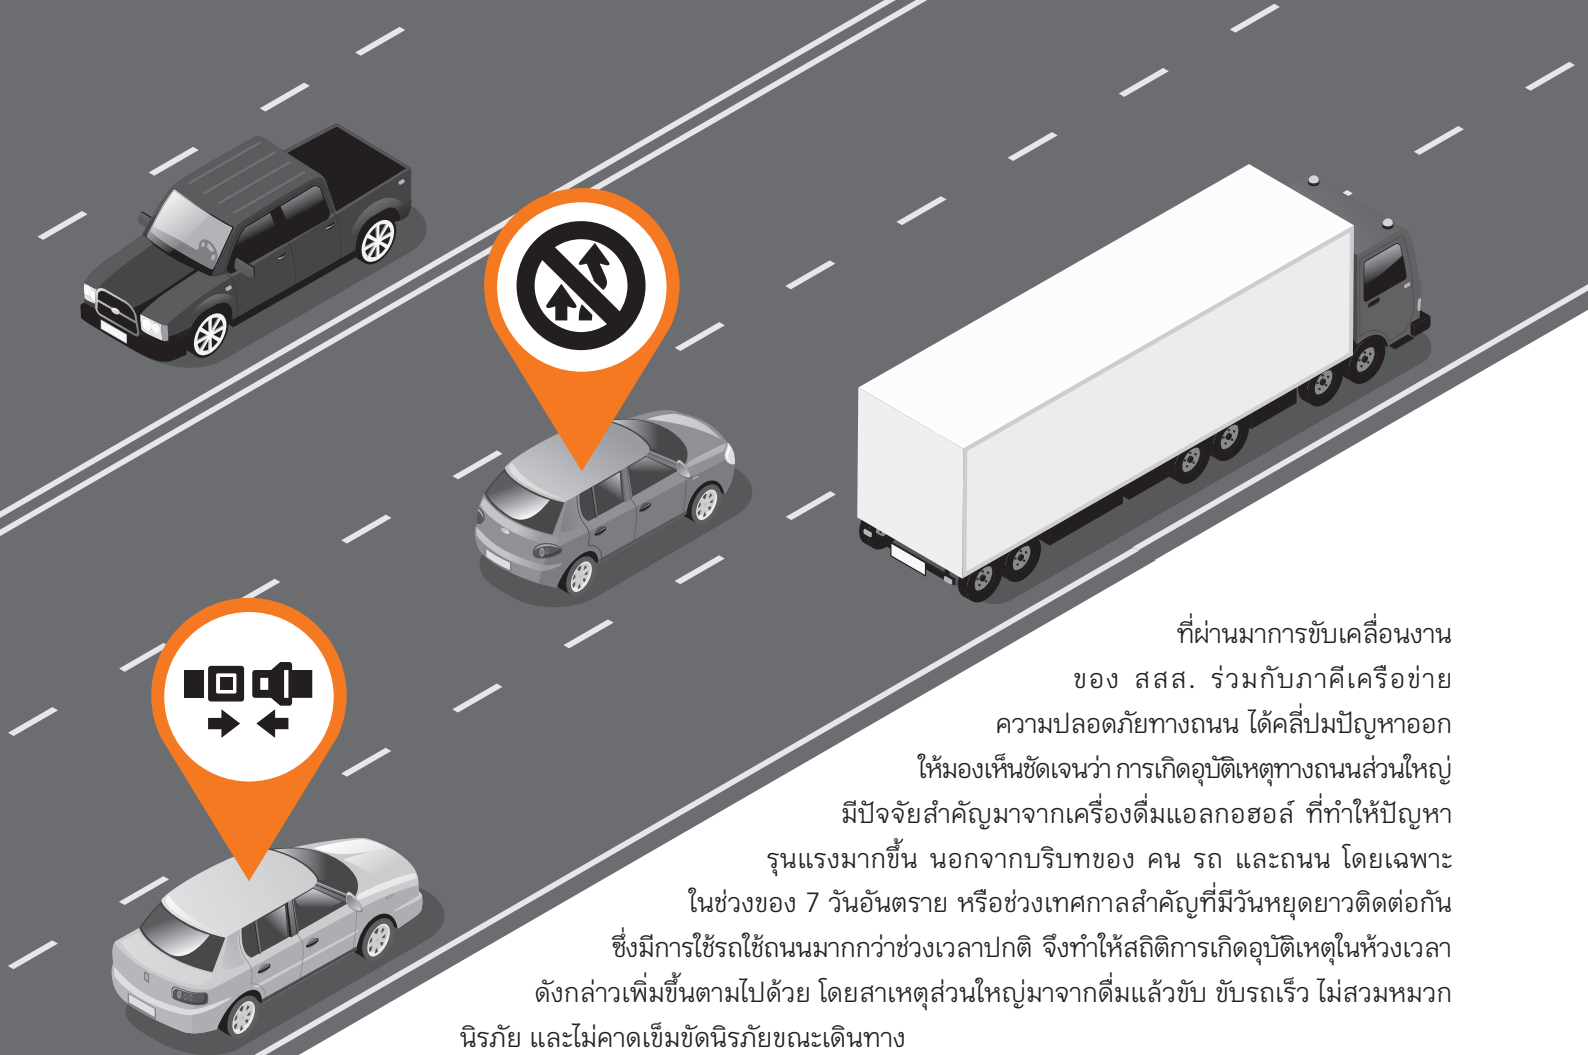 ที่ผ่านมาการขับเคลื่อนงาน
ของ สสส. ร่วมกับภาคีเครือข่าย
ความปลอดภัยทางถนน ได้คลี่ปมปัญหาออก
ให้มองเห็นชัดเจนว่า การเกิดอุบัติเหตุทางถนนส่วนใหญ่
มีปัจจัยสำคัญมาจากเครื่องดื่มแอลกอฮอล์ ที่ทำให้ปัญหา
รุนแรงมากขึ้น นอกจากบริบทของ คน รถ และถนน โดยเฉพาะ
ในช่วงของ 7 วันอันตราย หรือช่วงเทศกาลสำคัญที่มีวันหยุดยาวติดต่อกัน
ซึ่งมีการใช้รถใช้ถนนมากกว่าช่วงเวลาปกติ จึงทำให้สถิติการเกิดอุบัติเหตุในห้วงเวลา
ดังกล่าวเพิ่มขึ้นตามไปด้วย โดยสาเหตุส่วนใหญ่มาจากดื่มแล้วขับ ขับรถเร็ว ไม่สวมหมวก
นิรภัย และไม่คาดเข็มขัดนิรภัยขณะเดินทาง